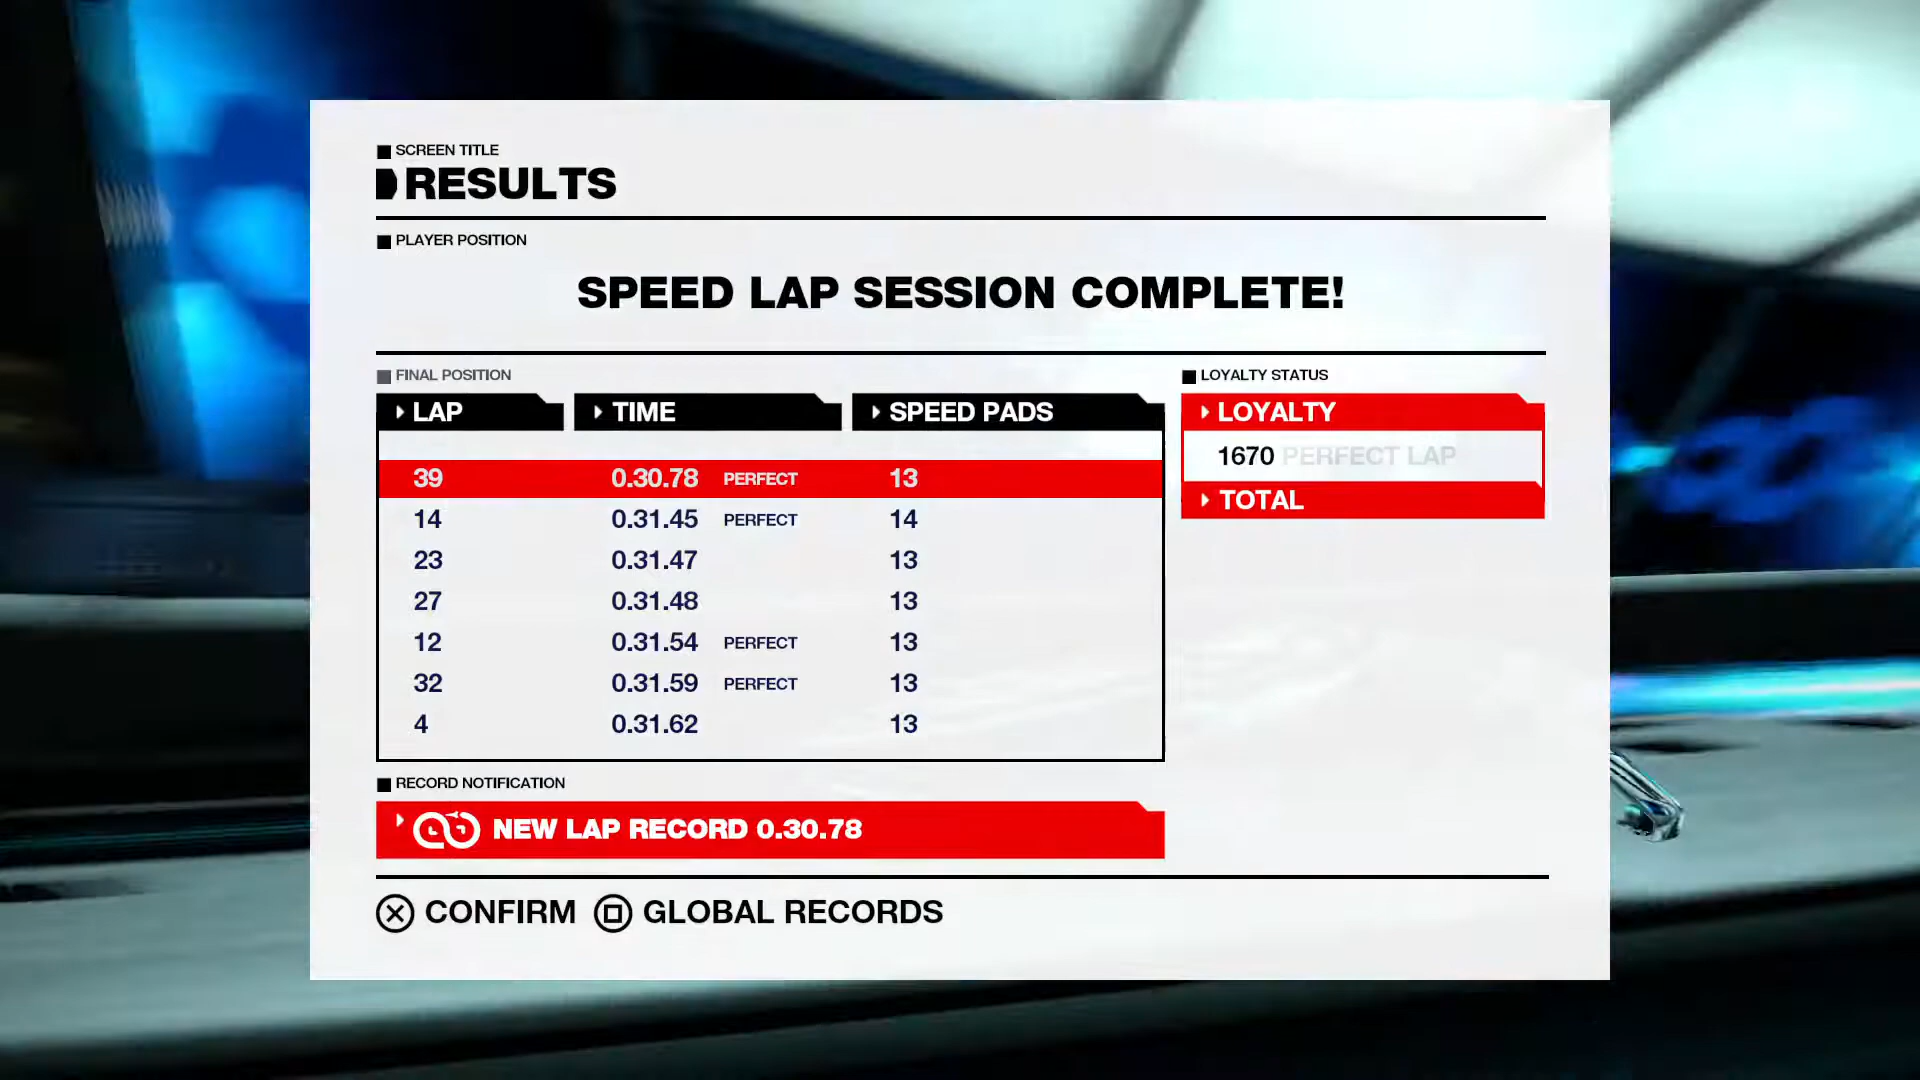 SCREEN TITLE
RESULTS
PLAYER POSITION
SPEED LAP SESSION COMPLETE!
FINAL POSITION
LAP TIME SPEED PADS
39 0.30.78 PERFECT 13
14 0.31.45 PERFECT 14
23 0.31.47 13
27 0.31.48 13
12 0.31.54 PERFECT 13
32 0.31.59 PERFECT 13
4 0.31.62 13
LOYALTY STATUS
LOYALTY
1670 PERFECT LAP
TOTAL
RECORD NOTIFICATION
NEW LAP RECORD 0.30.78
CONFIRM GLOBAL RECORDS